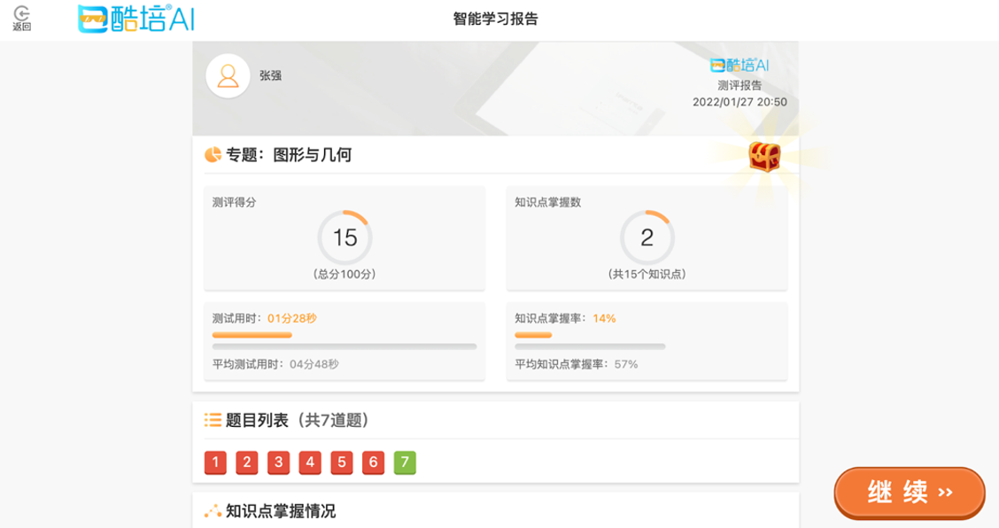 返回
酷培®AI
智能学习报告
张强
酷培AI
测评报告
2022/01/27 20:50
专题：图形与几何
测评得分
15
（总分100分）
知识点掌握数
2
（共15个知识点）
测试用时：01分28秒
平均测试用时：04分48秒
知识点掌握率：14%
平均知识点掌握率：57%
题目列表（共7道题）
1 2 3 4 5 6 7
知识点掌握情况
继续 >>